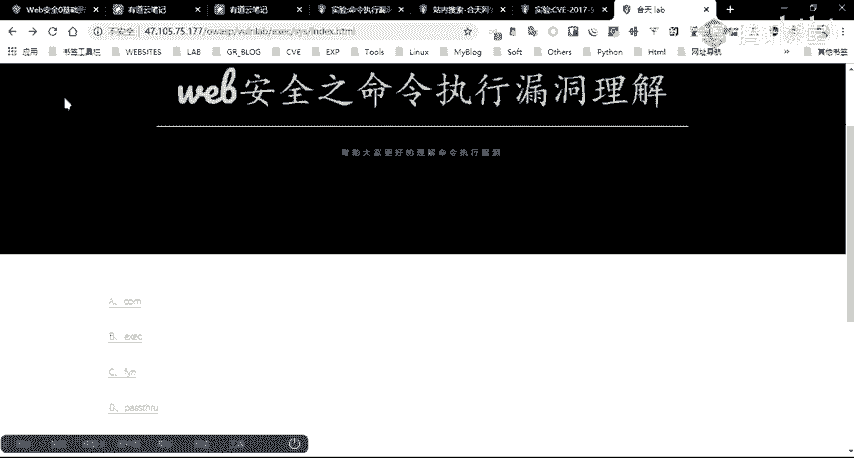 Web安全0基础
有道云笔记
有道云笔记
实验:命令执行漏
站内搜索-合天网
实验:CVE-2017-5
合天 lab
不安全 | 47.105.75.177/owasp/vulnlab/exec/sys/index.html
应用 书签工具栏 WEBSITES LAB GR_BLOG CVE EXP Tools Linux MyBlog Soft Others Python Html 网址导航 » 其他书签
web安全之命令执行漏洞理解
帮助大家更好的理解命令执行漏洞
A、com
B、exec
D、passthru